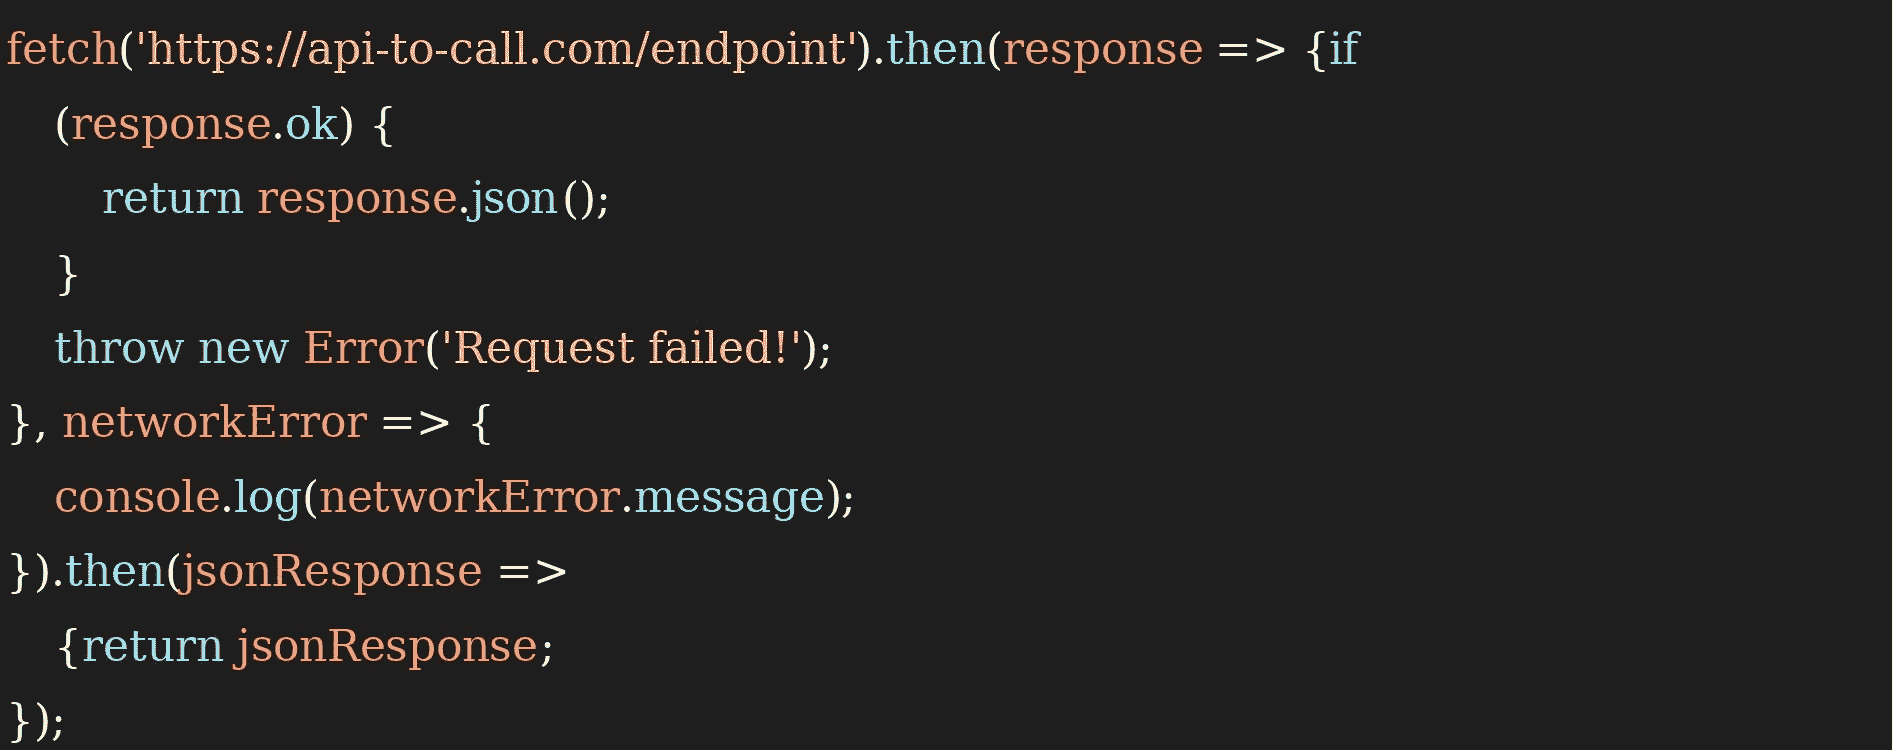 fetch('https://api-to-call.com/endpoint').then(response => {if
(response.ok) {
return response.json();
}
throw new Error('Request failed!');
}, networkError => {
console.log(networkError.message);
}).then(jsonResponse =>
{return jsonResponse;
});